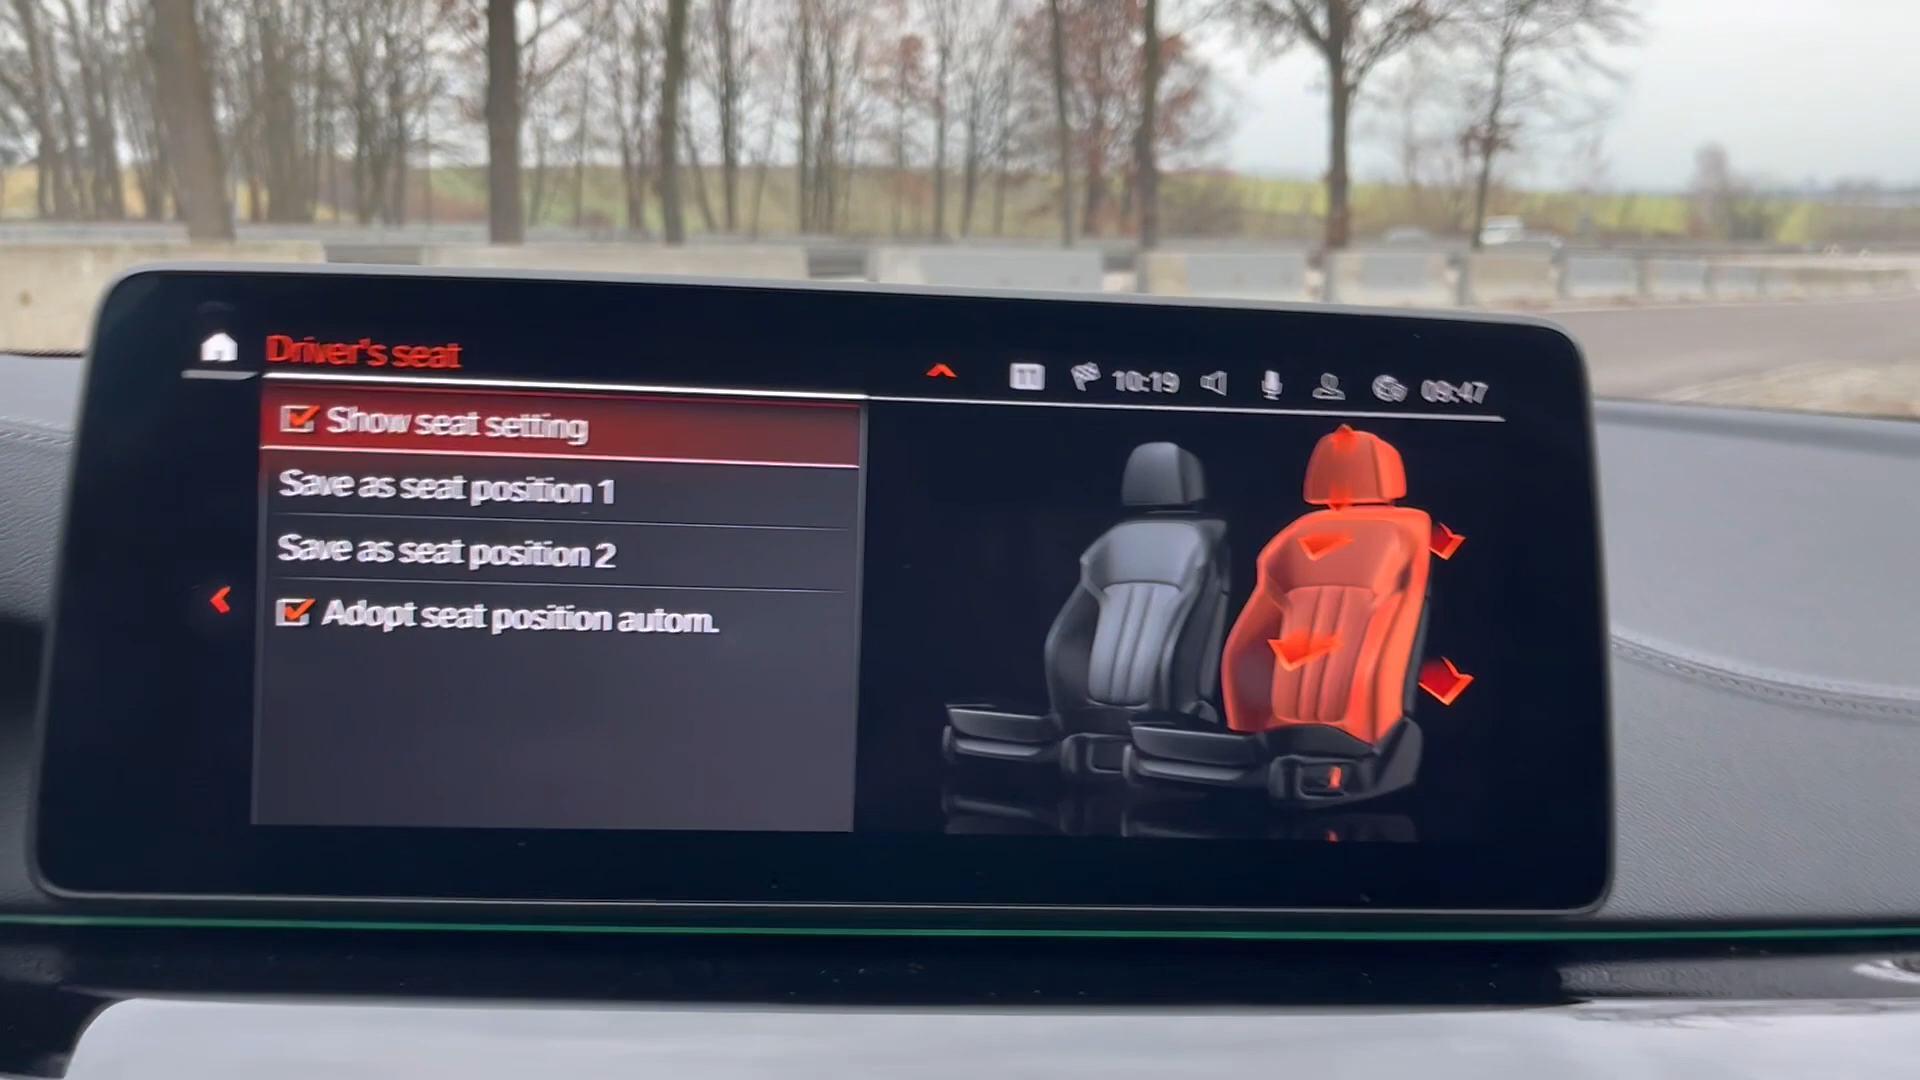 Driver's seat
10:19
09:47
Show seat setting
Save as seat position 1
Save as seat position 2
Adopt seat position autom.